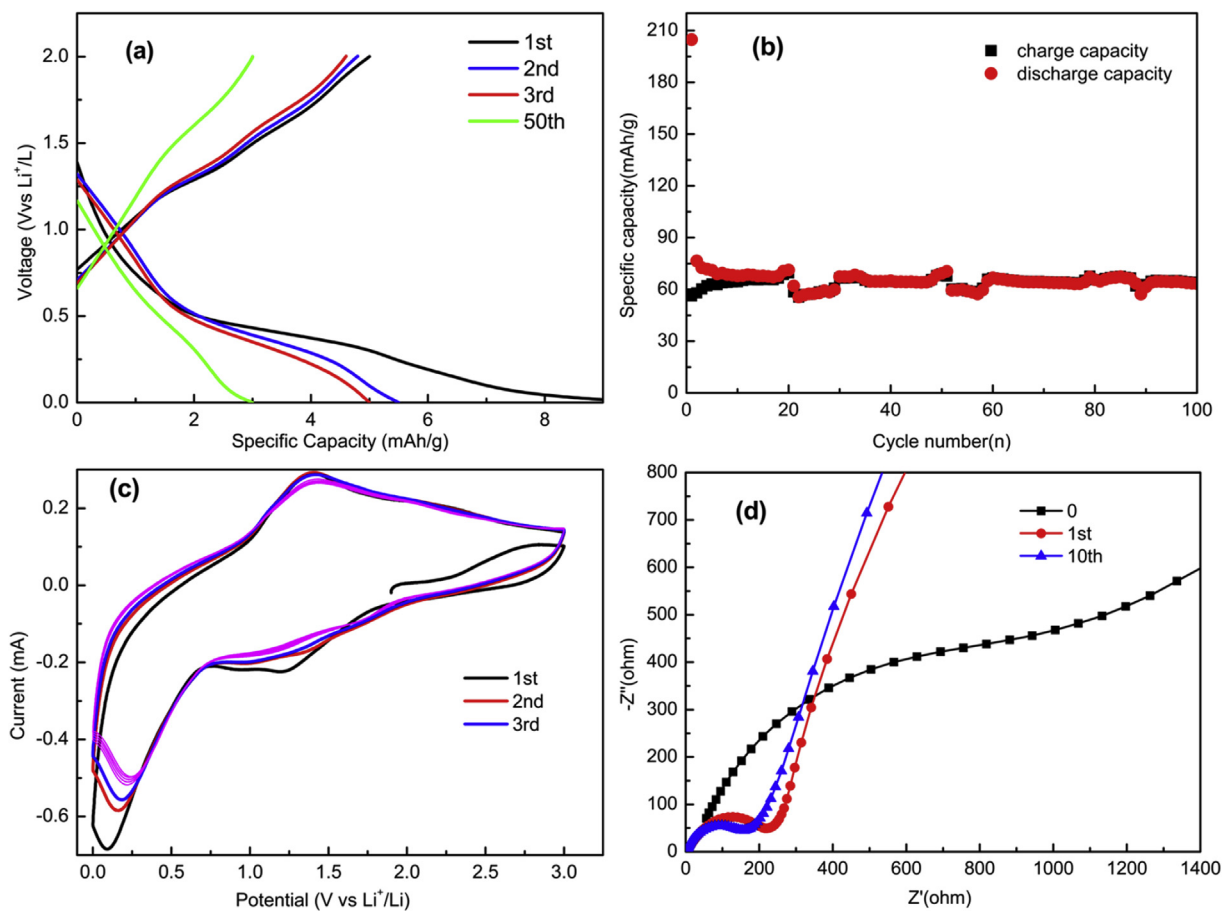 (a)
1st
2nd
3rd
50th
2.0
1.5
1.0
0.5
0.0
Voltage (Vvs Li⁺/L)
0 2 4 6 8
Specific Capacity (mAh/g)
(b)
charge capacity
discharge capacity
210
180
150
120
90
60
30
0
Specific capacity(mAh/g)
0 20 40 60 80 100
Cycle number(n)
(c)
1st
2nd
3rd
0.2
0.0
-0.2
-0.4
-0.6
Current (mA)
0.0 0.5 1.0 1.5 2.0 2.5 3.0
Potential (V vs Li⁺/Li)
(d)
0
1st
10th
800
700
600
500
400
300
200
100
0
-Z"(ohm)
0 200 400 600 800 1000 1200 1400
Z'(ohm)